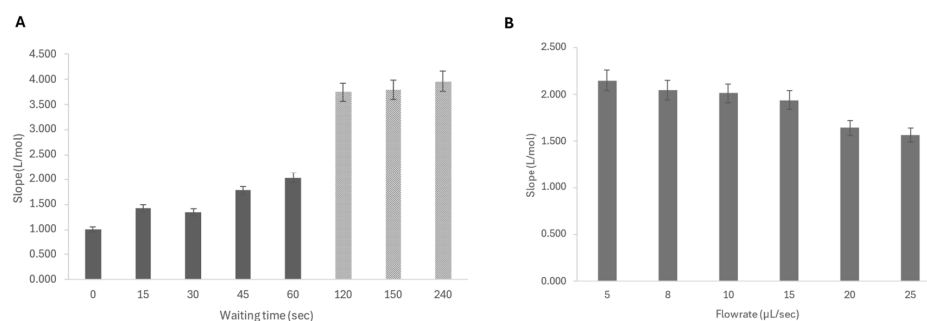 A
4.500
4.000
3.500
3.000
2.500
2.000
1.500
1.000
0.500
0.000
Slope (L/mol)
0 15 30 45 60 120 150 240
Waiting time (sec)
B
2.500
2.000
1.500
1.000
0.500
0.000
Slope (L/mol)
5 8 10 15 20 25
Flowrate (µL/sec)